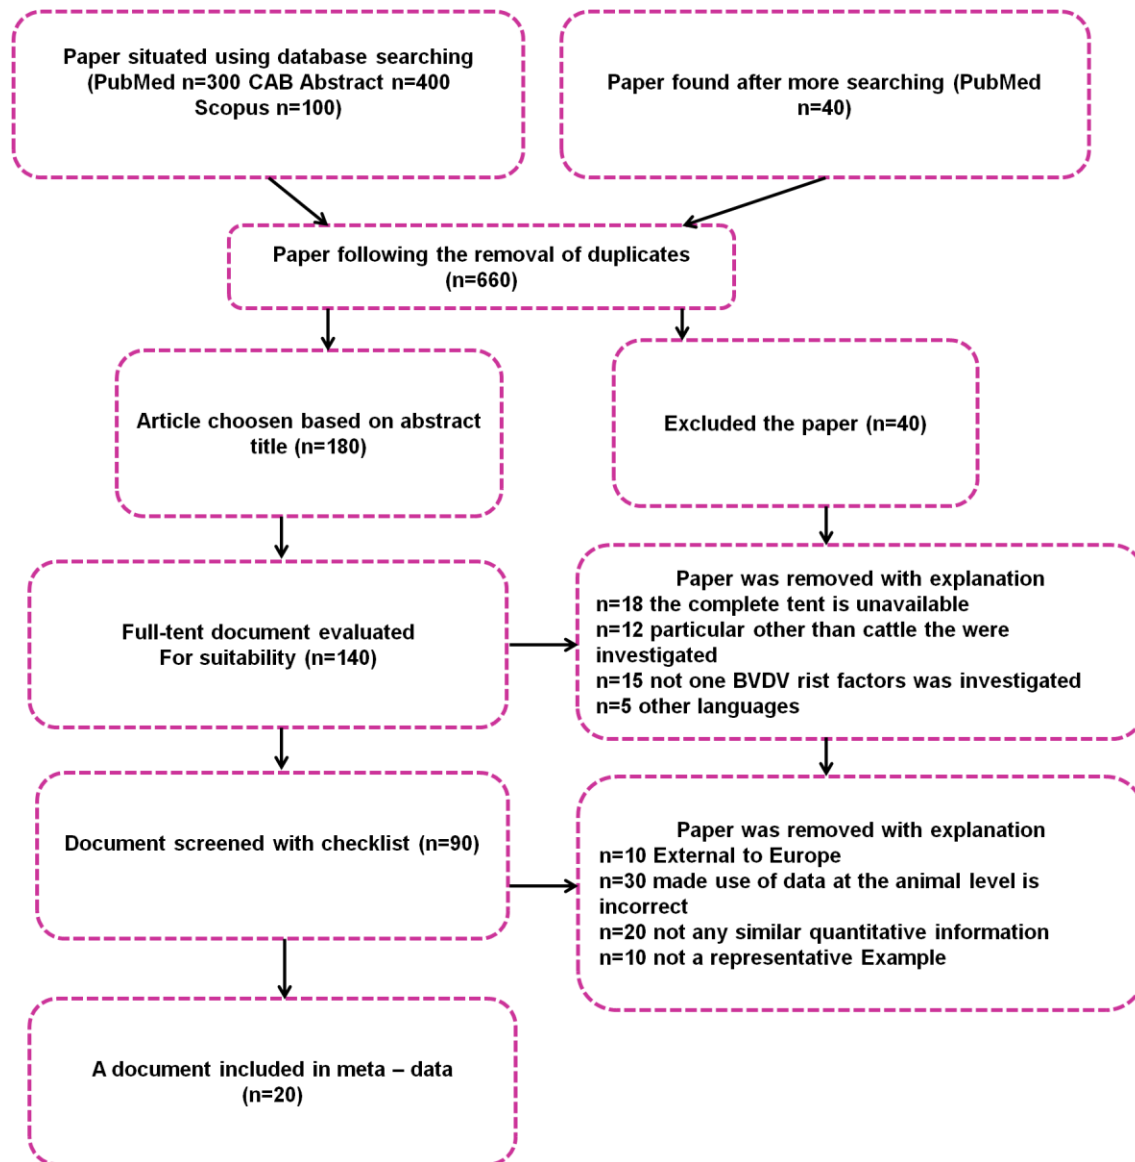 Paper situated using database searching
(PubMed n=300 CAB Abstract n=400
Scopus n=100)
Paper found after more searching (PubMed
n=40)
Paper following the removal of duplicates
(n=660)
Article choosen based on abstract
title (n=180)
Excluded the paper (n=40)
Full-tent document evaluated
For suitability (n=140)
Paper was removed with explanation
n=18 the complete tent is unavailable
n=12 particular other than cattle the were
investigated
n=15 not one BVDV rist factors was investigated
n=5 other languages
Document screened with checklist (n=90)
Paper was removed with explanation
n=10 External to Europe
n=30 made use of data at the animal level is
incorrect
n=20 not any similar quantitative information
n=10 not a representative Example
A document included in meta – data
(n=20)